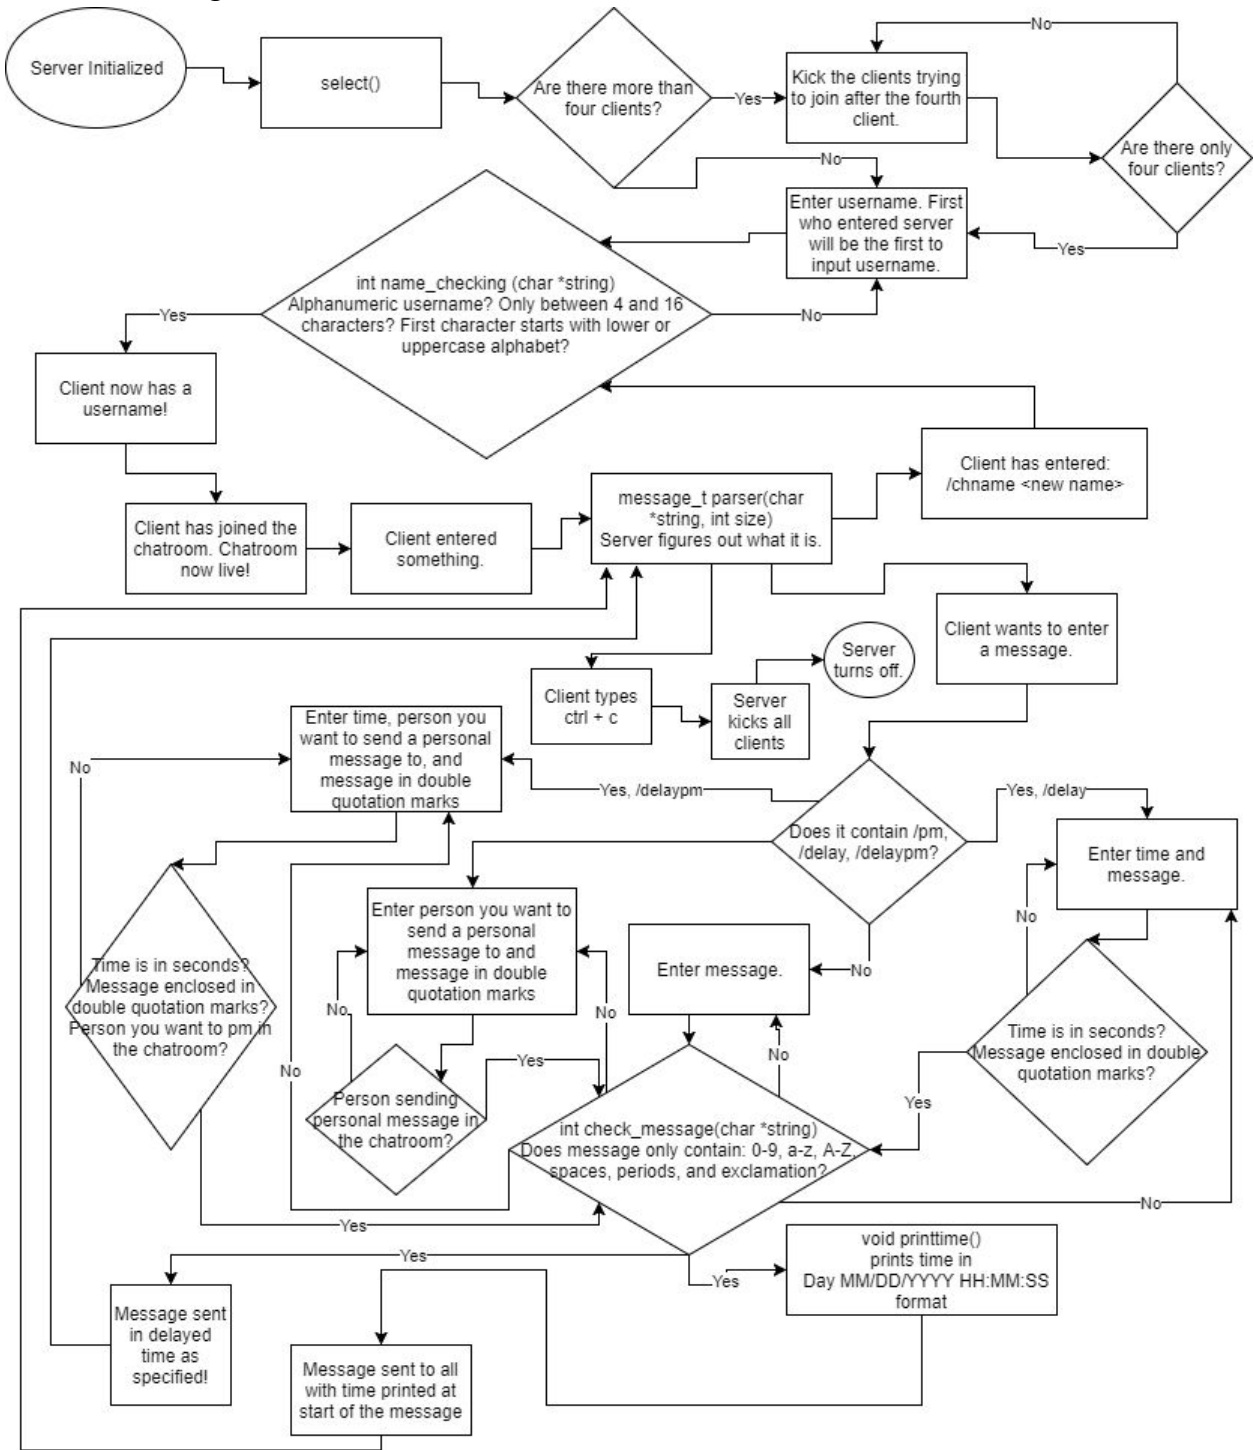 Server Initialized
select()
Are there more than
four clients?
Yes
Kick the clients trying
to join after the fourth
client.
No
Are there only
four clients?
No
Yes
Enter username. First
who entered server
will be the first to
input username.
int name_checking (char *string)
Alphanumeric username? Only between 4 and 16
characters? First character starts with lower or
uppercase alphabet?
Yes
No
Client now has a
username!
Client has entered:
/chname <new name>
Client has joined the
chatroom. Chatroom
now live!
Client entered
something.
message_t parser(char
*string, int size)
Server figures out what it is.
Client wants to enter
a message.
Server
turns off.
Client types
ctrl + c
Server
kicks all
clients
Enter time, person you
want to send a personal
message to, and
message in double
quotation marks
No
Yes, /delaypm
Does it contain /pm,
/delay, /delaypm?
Yes, /delay
Enter time and
message.
Enter person you want to
send a personal
message to and
message in double
quotation marks
Enter message.
No
No
Time is in seconds?
Message enclosed in
double quotation marks?
Person you want to pm in
the chatroom?
No
No
No
No
Yes
Person sending
personal message in
the chatroom?
Time is in seconds?
Message enclosed in double
quotation marks?
Yes
int check_message(char *string)
Does message only contain: 0-9, a-z, A-Z,
spaces, periods, and exclamation?
No
Yes
Yes
Yes
void printtime()
prints time in
Day MM/DD/YYYY HH:MM:SS
format
Message sent
in delayed
time as
specified!
Message sent to all
with time printed at
start of the message